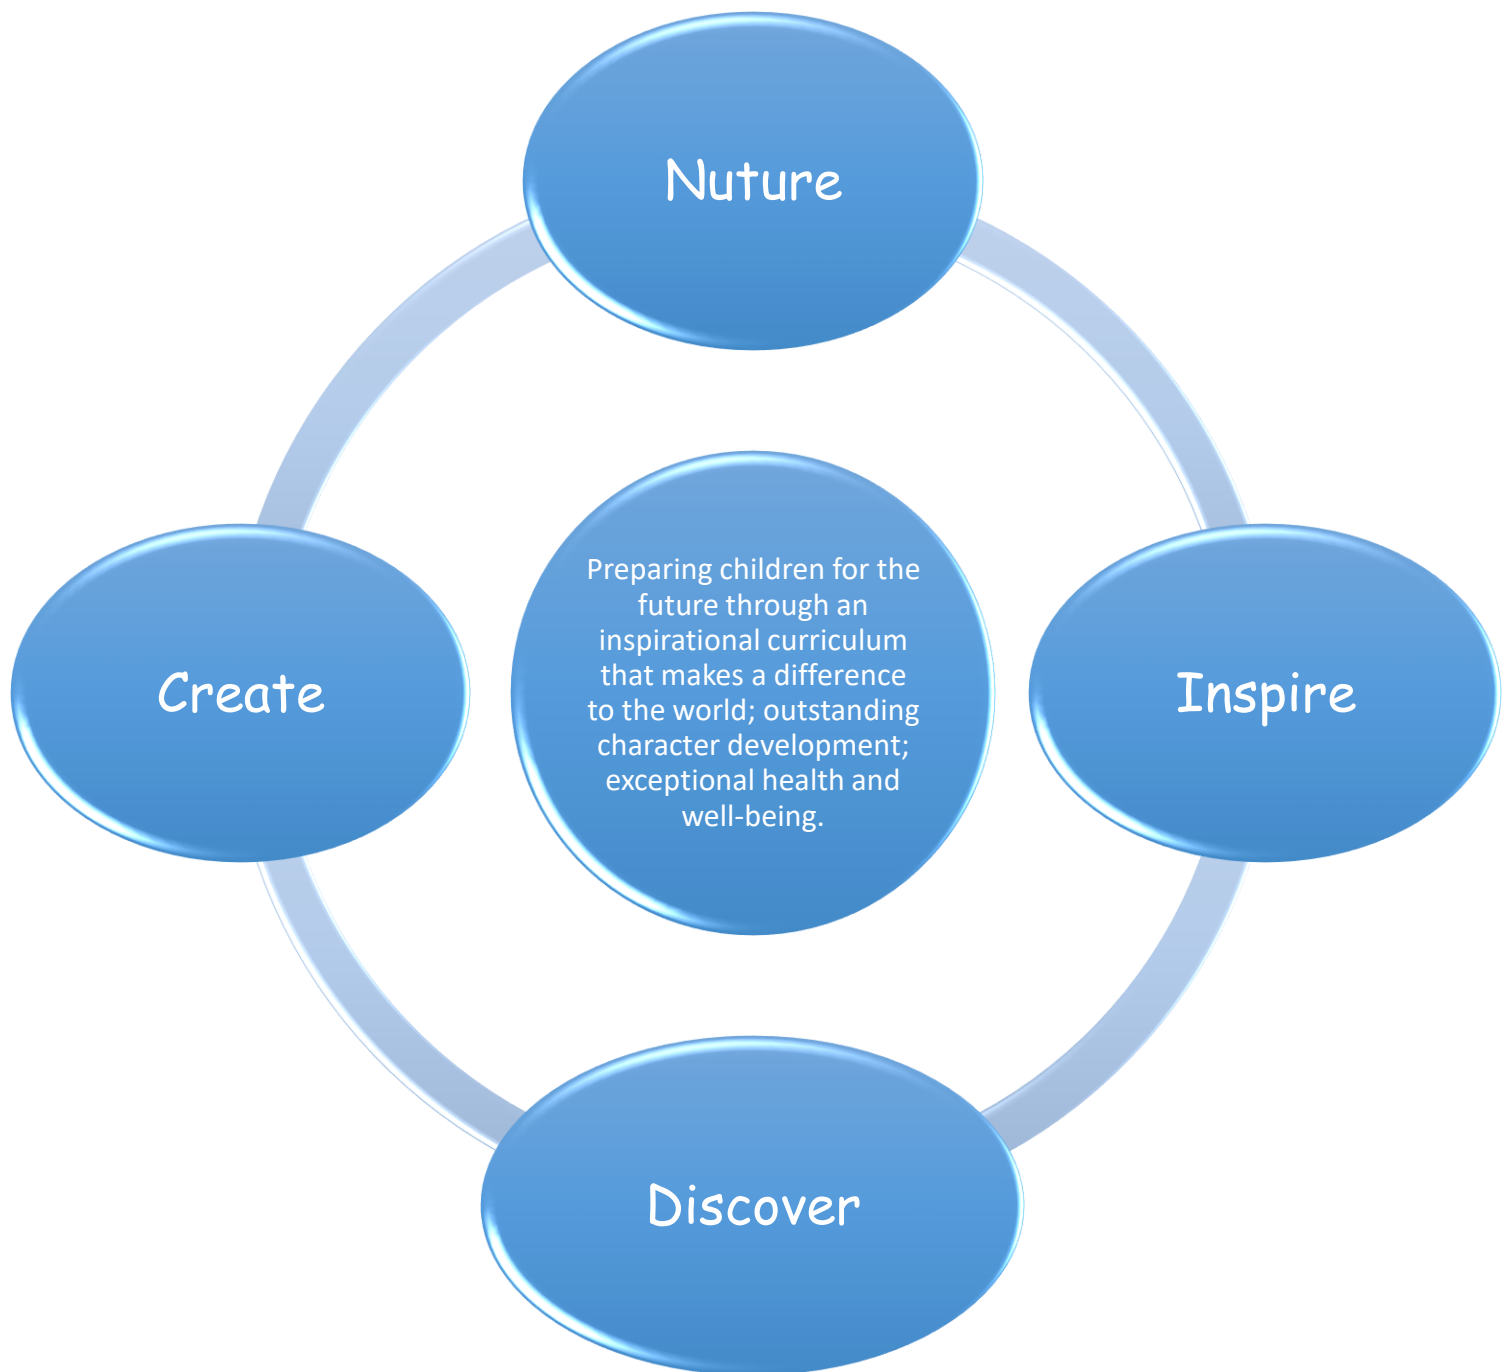 Nuture
Create
Preparing children for the
future through an
inspirational curriculum
that makes a difference
to the world; outstanding
character development;
exceptional health and
well-being.
Inspire
Discover